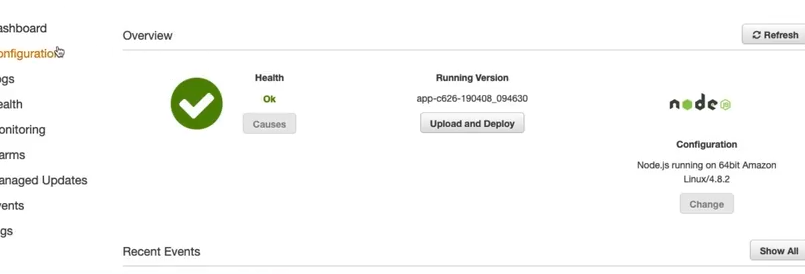 ashboard
onfiguration
ogs
ealth
onitoring
arms
anaged Updates
vents
gs
Overview
Refresh
Health
Ok
Causes
Running Version
app-c626-190408_094630
Upload and Deploy
node JS
Configuration
Node.js running on 64bit Amazon
Linux/4.8.2
Change
Recent Events
Show All